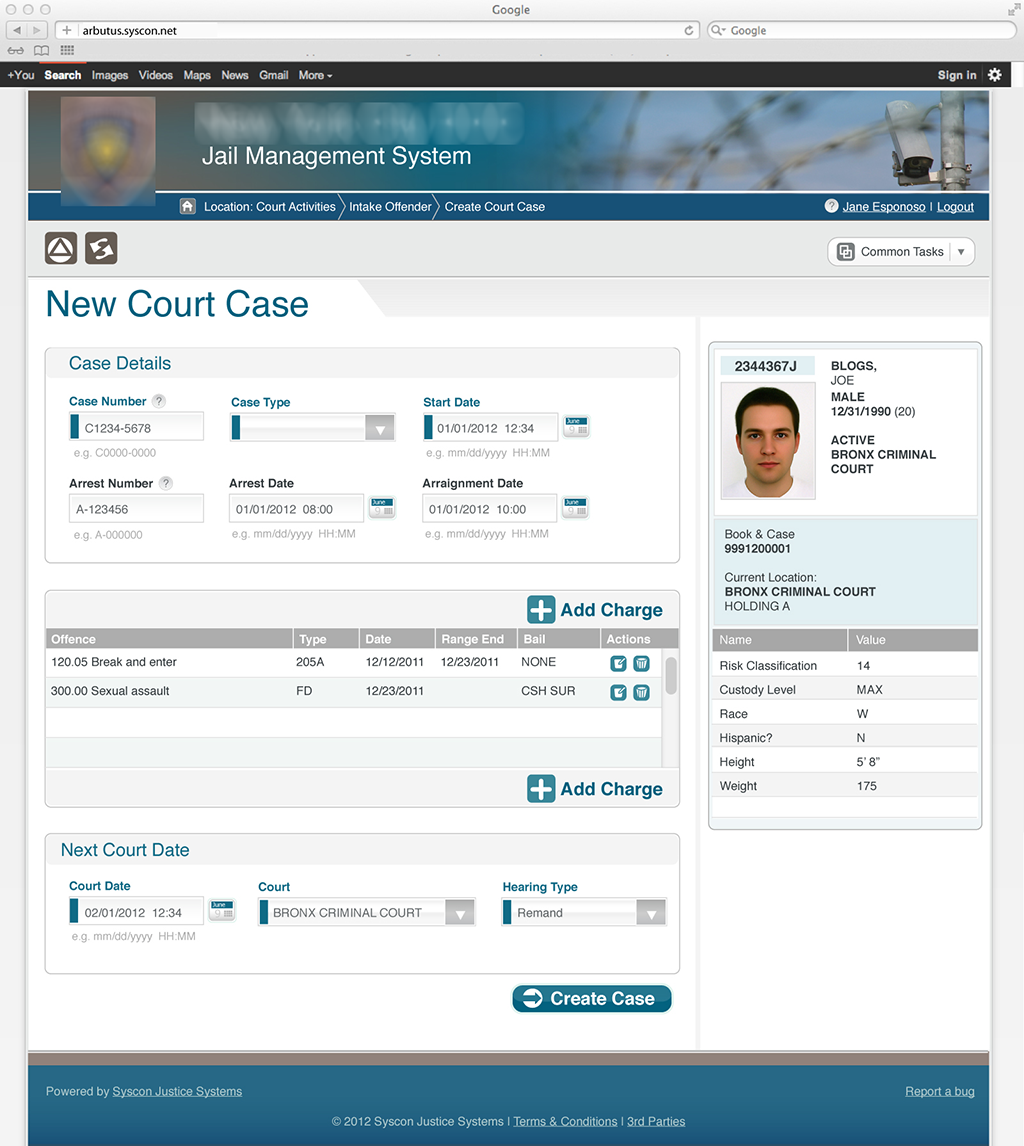 Google
arbutus.syscon.net
Google
+You Search Images Videos Maps News Gmail More
Sign in
Jail Management System
Location: Court Activities Intake Offender Create Court Case
? Jane Esponoso | Logout
Common Tasks
New Court Case
Case Details
Case Number ? Case Type Start Date
C1234-5678 01/01/2012 12:34 June
e.g. C0000-0000 e.g. mm/dd/yyyy HH:MM
Arrest Number ? Arrest Date Arraignment Date
A-123456 01/01/2012 08:00 June 01/01/2012 10:00 June
e.g. A-000000 e.g. mm/dd/yyyy HH:MM e.g. mm/dd/yyyy HH:MM
Add Charge
Offence Type Date Range End Bail Actions
120.05 Break and enter 205A 12/12/2011 12/23/2011 NONE
300.00 Sexual assault FD 12/23/2011 CSH SUR
Add Charge
Next Court Date
Court Date Court Hearing Type
02/01/2012 12:34 June BRONX CRIMINAL COURT Remand
e.g. mm/dd/yyyy HH:MM
Create Case
2344367J
BLOGS,
JOE
MALE
12/31/1990 (20)
ACTIVE
BRONX CRIMINAL
COURT
Book & Case
9991200001
Current Location:
BRONX CRIMINAL COURT
HOLDING A
Name Value
Risk Classification 14
Custody Level MAX
Race W
Hispanic? N
Height 5' 8"
Weight 175
Powered by Syscon Justice Systems
Report a bug
© 2012 Syscon Justice Systems | Terms & Conditions | 3rd Parties